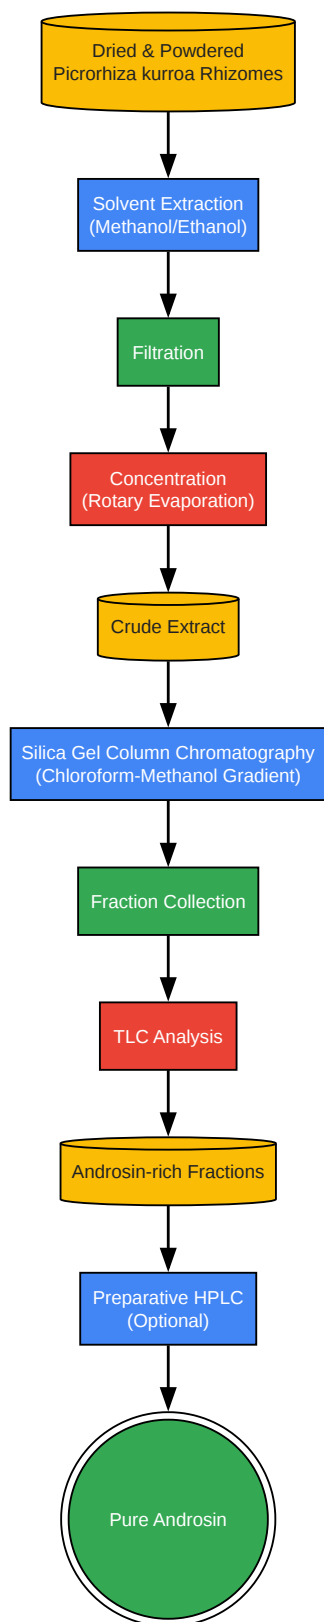 Dried & Powdered
Picrorhiza kurroa Rhizomes
Solvent Extraction
(Methanol/Ethanol)
Filtration
Concentration
(Rotary Evaporation)
Crude Extract
Silica Gel Column Chromatography
(Chloroform-Methanol Gradient)
Fraction Collection
TLC Analysis
Androsin-rich Fractions
Preparative HPLC
(Optional)
Pure Androsin